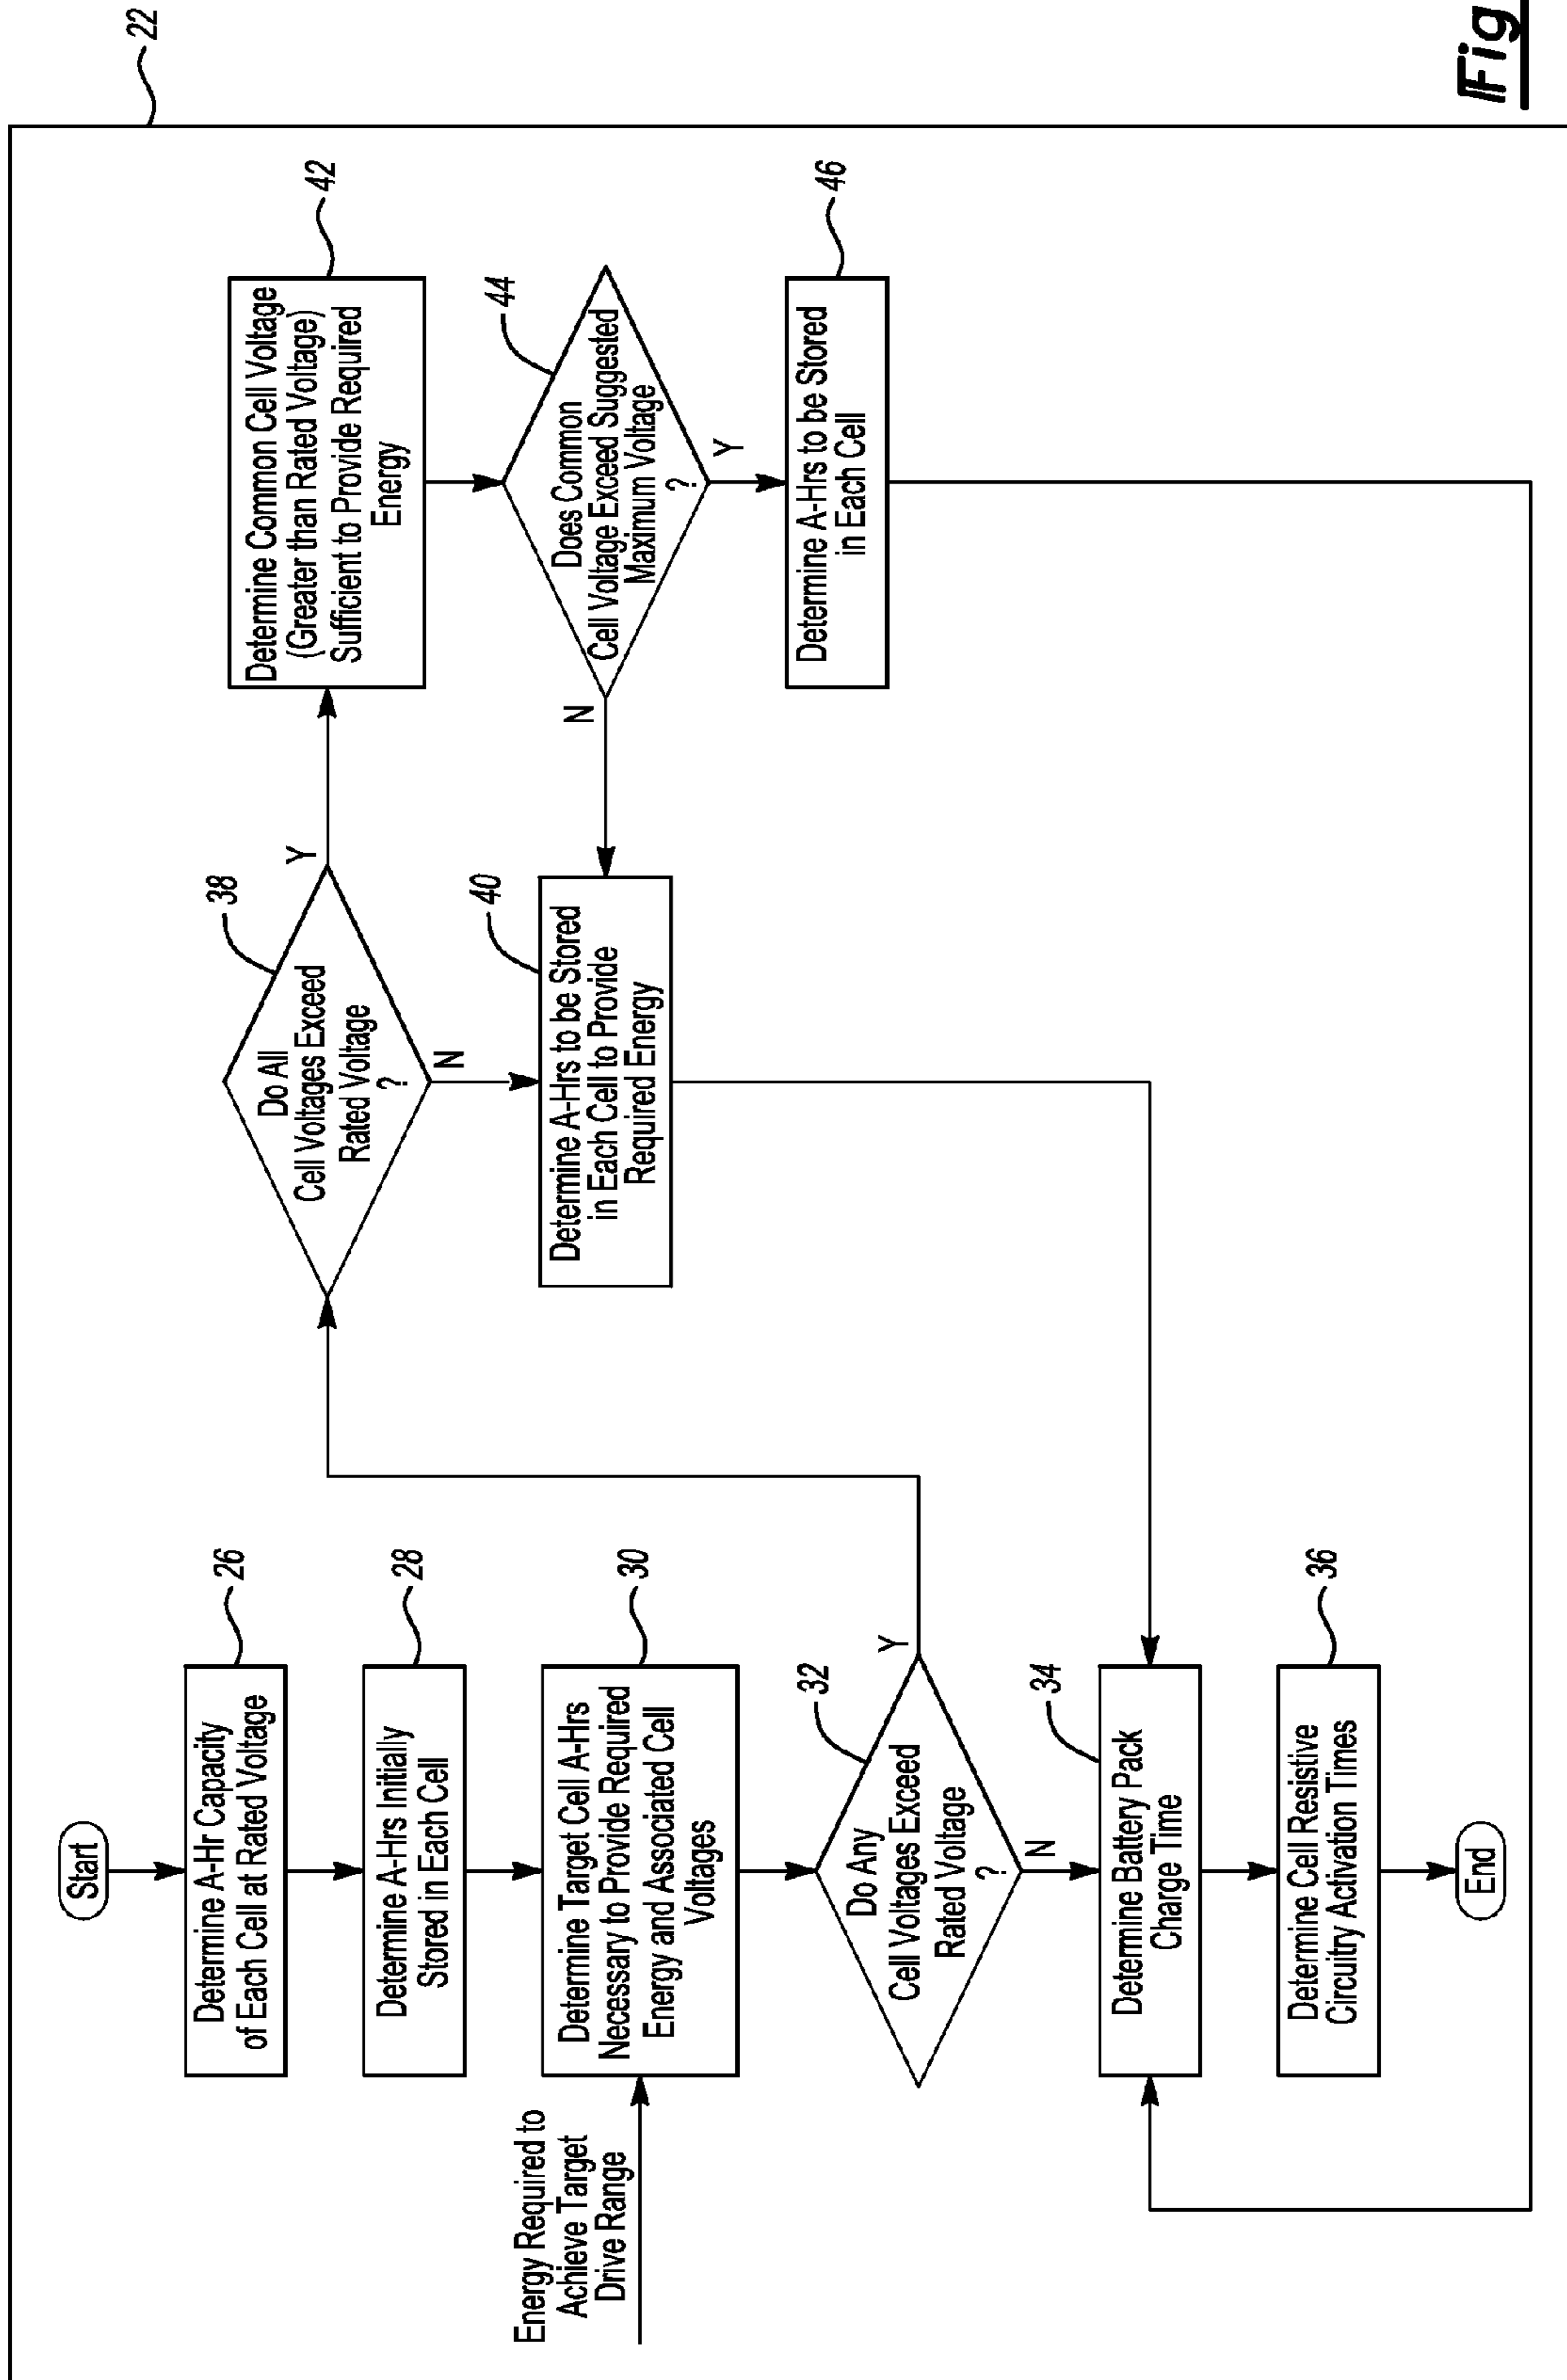 22
Start
Determine A-Hr Capacity
of Each Cell at Rated Voltage
26
Determine A-Hrs Initially
Stored in Each Cell
28
Energy Required to
Achieve Target
Drive Range
Determine Target Cell A-Hrs
Necessary to Provide Required
Energy and Associated Cell
Voltages
30
Do Any
Cell Voltages Exceed
Rated Voltage
?
32
Y
N
Determine Battery Pack
Charge Time
34
Determine Cell Resistive
Circuitry Activation Times
36
End
Do All
Cell Voltages Exceed
Rated Voltage
?
38
Y
N
Determine A-Hrs to be Stored
in Each Cell to Provide
Required Energy
40
Determine Common Cell Voltage
(Greater than Rated Voltage)
Sufficient to Provide Required
Energy
42
Does Common
Cell Voltage Exceed Suggested
Maximum Voltage
?
44
N
Y
Determine A-Hrs to be Stored
in Each Cell
46
Fig